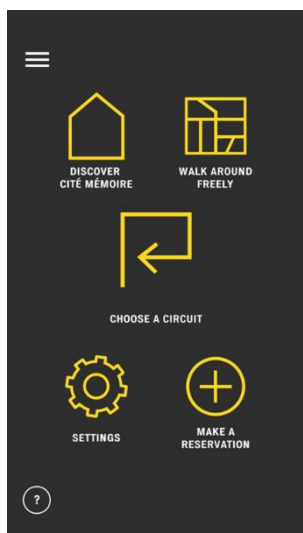 DISCOVER
CITÉ MÉMOIRE
WALK AROUND
FREELY
CHOOSE A CIRCUIT
SETTINGS
MAKE A
RESERVATION
?